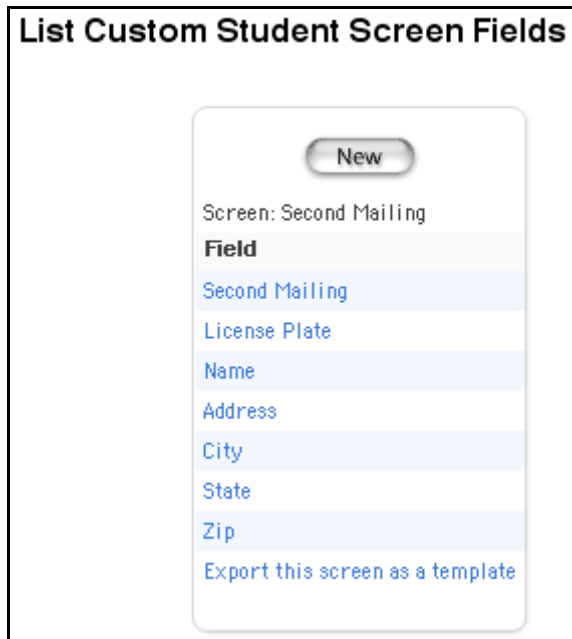 List Custom Student Screen Fields
New
Screen: Second Mailing
Field
Second Mailing
License Plate
Name
Address
City
State
Zip
Export this screen as a template